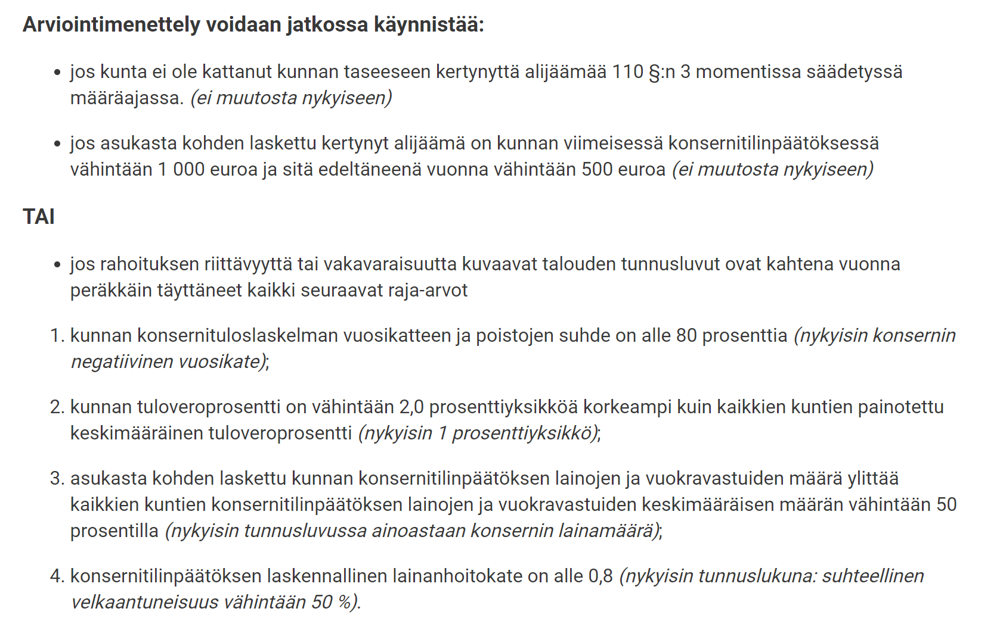 Arviointimenettely voidaan jatkossa käynnistää:
• jos kunta ei ole kattanut kunnan taseeseen kertynyttä alijäämää 110 §:n 3 momentissa säädetyssä
määräajassa. (ei muutosta nykyiseen)
• jos asukasta kohden laskettu kertynyt alijäämä on kunnan viimeisessä konsernitilinpäätöksessä
vähintään 1 000 euroa ja sitä edeltäneenä vuonna vähintään 500 euroa (ei muutosta nykyiseen)
TAI
• jos rahoituksen riittävyyttä tai vakavaraisuutta kuvaavat talouden tunnusluvut ovat kahtena vuonna
peräkkäin täyttäneet kaikki seuraavat raja-arvot
1. kunnan konsernituloslaskelman vuosikatteen ja poistojen suhde on alle 80 prosenttia (nykyisin konsernin
negatiivinen vuosikate);
2. kunnan tuloveroprosentti on vähintään 2,0 prosenttiyksikköä korkeampi kuin kaikkien kuntien painotettu
keskimääräinen tuloveroprosentti (nykyisin 1 prosenttiyksikkö);
3. asukasta kohden laskettu kunnan konsernitilinpäätöksen lainojen ja vuokravastuiden määrä ylittää
kaikkien kuntien konsernitilinpäätöksen lainojen ja vuokravastuiden keskimääräisen määrän vähintään 50
prosentilla (nykyisin tunnusluvussa ainoastaan konsernin lainamäärä);
4. konsernitilinpäätöksen laskennallinen lainanhoitokate on alle 0,8 (nykyisin tunnuslukuna: suhteellinen
velkaantuneisuus vähintään 50 %).